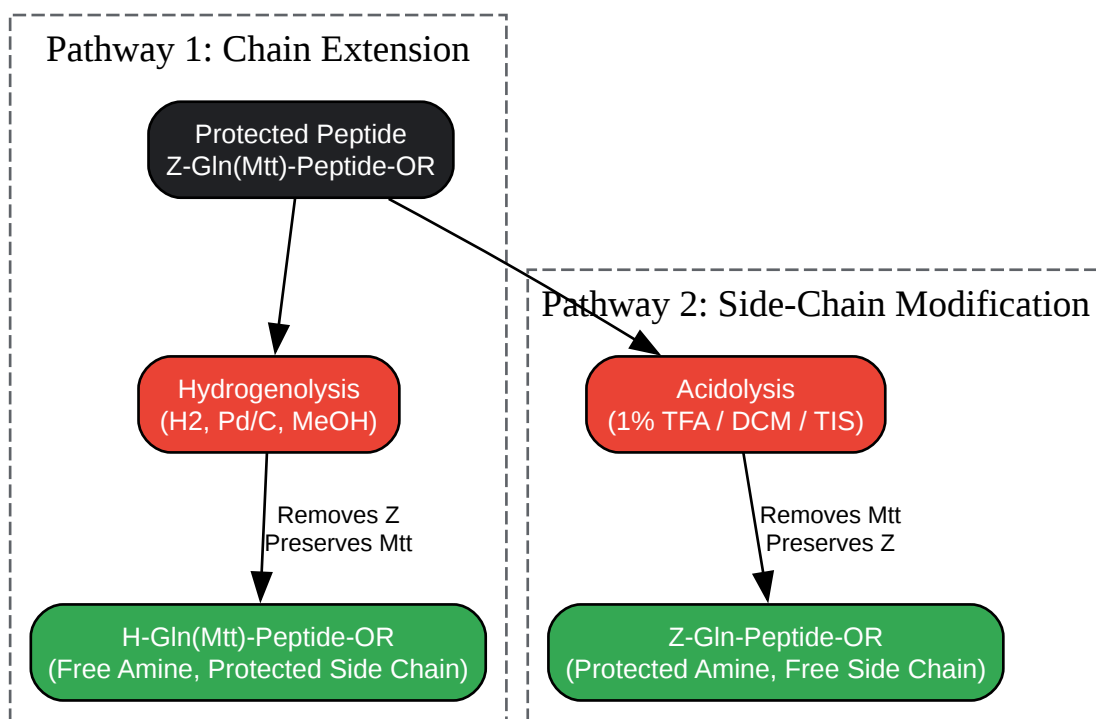 Pathway 1: Chain Extension
Protected Peptide
Z-Gln(Mtt)-Peptide-OR
Pathway 2: Side-Chain Modification
Hydrogenolysis
(H2, Pd/C, MeOH)
Acidolysis
(1% TFA / DCM / TIS)
Removes Z
Preserves Mtt
Removes Mtt
Preserves Z
H-Gln(Mtt)-Peptide-OR
(Free Amine, Protected Side Chain)
Z-Gln-Peptide-OR
(Protected Amine, Free Side Chain)